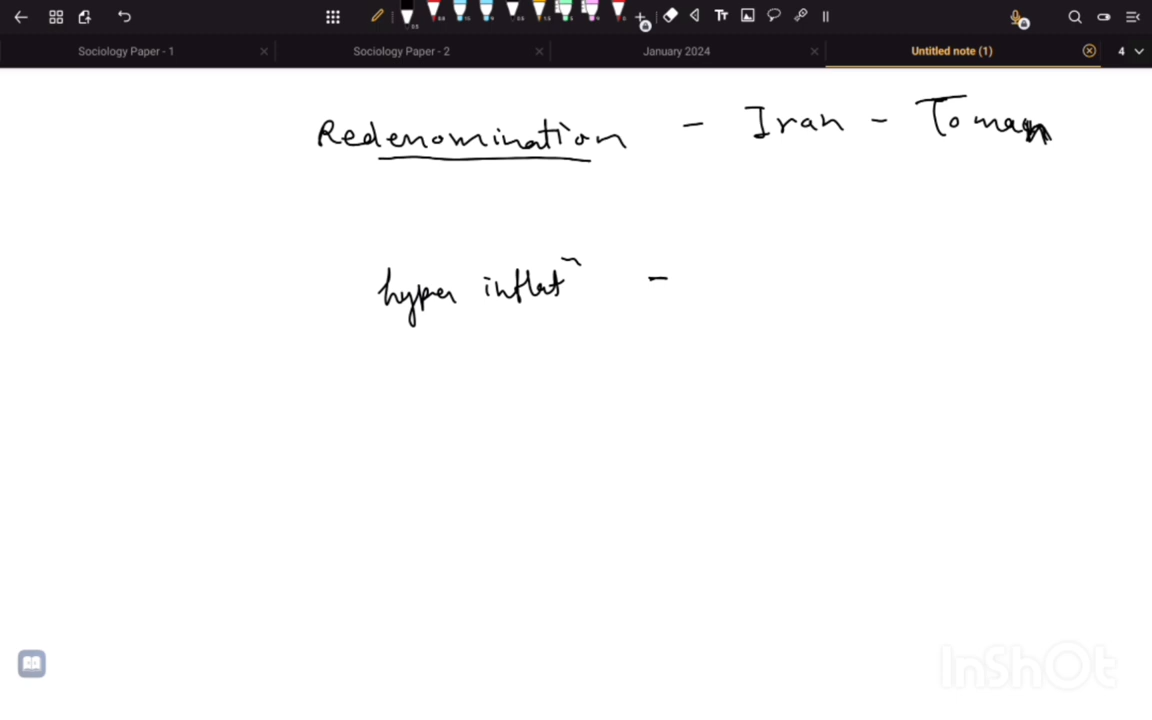 Sociology Paper - 1 Sociology Paper - 2 January 2024 Untitled note (1) 4
Redenomination - Iran - Toman
hyper inflat~ -
InShOt